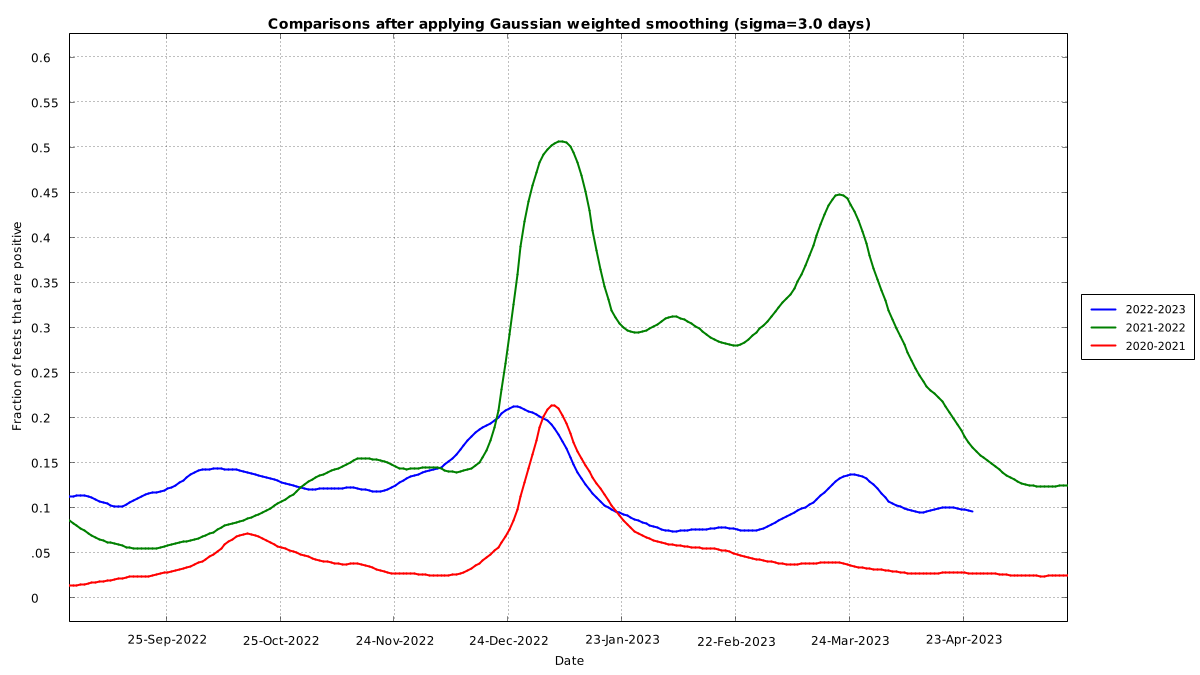 Comparisons after applying Gaussian weighted smoothing (sigma=3.0 days)
0.6
0.55
0.5
0.45
0.4
0.35
0.3
0.25
0.2
0.15
0.1
.05
0
Fraction of tests that are positive
25-Sep-2022
25-Oct-2022
24-Nov-2022
24-Dec-2022
23-Jan-2023
22-Feb-2023
24-Mar-2023
23-Apr-2023
Date
2022-2023
2021-2022
2020-2021